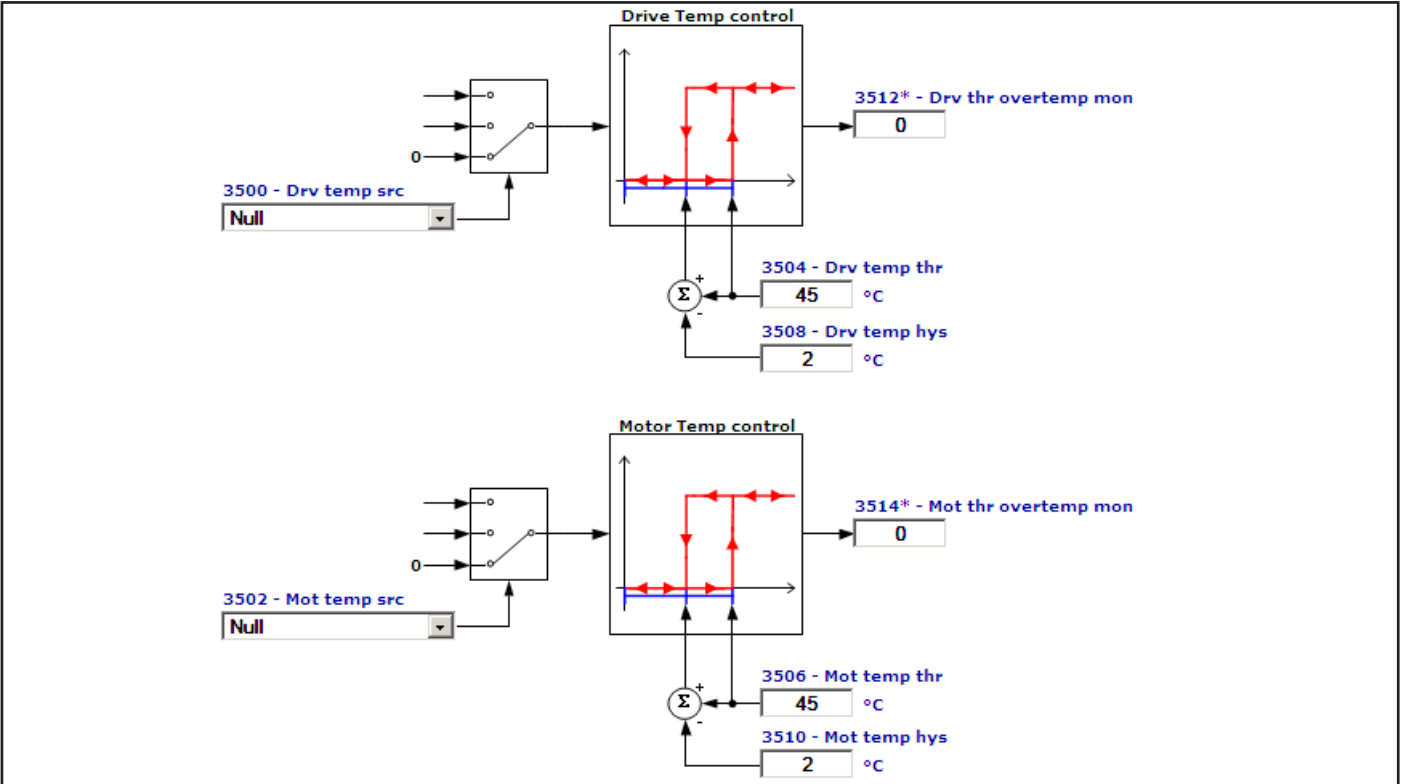 Drive Temp control
3512* - Drv thr overtemp mon
0
0
3500 - Drv temp src
Null
3504 - Drv temp thr
+
Σ
45 °C
-
3508 - Drv temp hys
2 °C
Motor Temp control
3514* - Mot thr overtemp mon
0
0
3502 - Mot temp src
Null
3506 - Mot temp thr
+
Σ
45 °C
-
3510 - Mot temp hys
2 °C